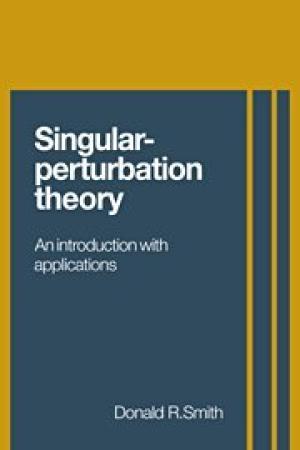 Singular-
perturbation
theory
An introduction with
applications
Donald R.Smith